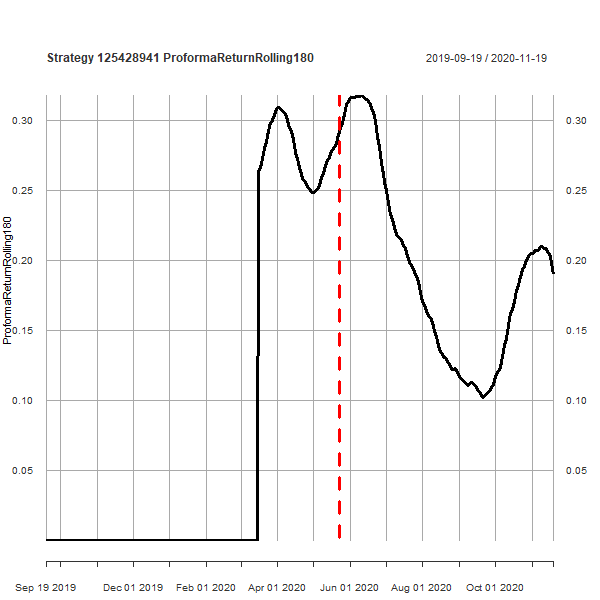 Strategy 125428941 ProformaReturnRolling180
2019-09-19 / 2020-11-19
0.30 0.30
0.25 0.25
0.20 0.20
0.15 0.15
0.10 0.10
0.05 0.05
ProformaReturnRolling180
Sep 19 2019 Dec 01 2019 Feb 01 2020 Apr 01 2020 Jun 01 2020 Aug 01 2020 Oct 01 2020